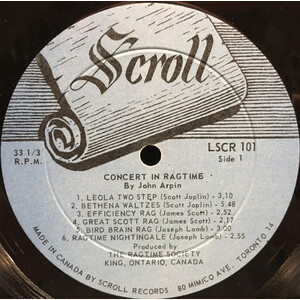 Scroll
33 1/3
R.P.M.
LSCR 101
Side 1
CONCERT IN RAGTIME
By John Arpin
1, LEOLA TWO STEP (Scott Joplin) - 3,10
2, BETHENA WALTZES (Scott Joplin) - 5,48
3, EFFICIENCY RAG (James Scott) - 2,52
4, GREAT SCOTT RAG (James Scott) - 2,17
5, BIRD BRAIN RAG (Joseph Lamb) - 3,30
6, RAGTIME NIGHTINGALE (Joseph Lamb) - 2,55
Produced by
THE RAGTIME SOCIETY
KING, ONTARIO, CANADA
MADE IN CANADA BY SCROLL RECORDS 80 MIMICO AVE. TORONTO 14